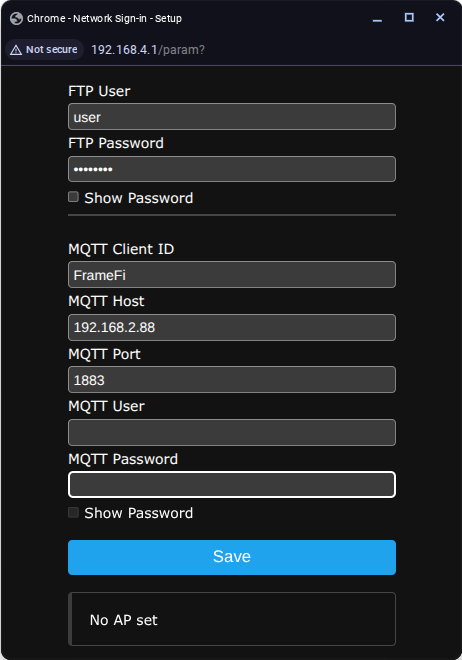 Chrome - Network Sign-in - Setup
Not secure 192.168.4.1/param?
FTP User
user
FTP Password
••••••••
Show Password
MQTT Client ID
FrameFi
MQTT Host
192.168.2.88
MQTT Port
1883
MQTT User
MQTT Password
Show Password
Save
No AP set